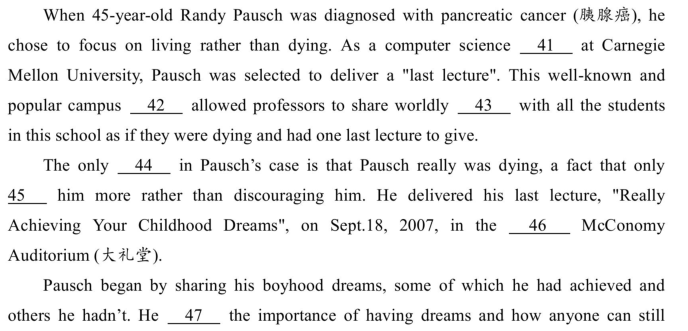 When 45-year-old Randy Pausch was diagnosed with pancreatic cancer (胰腺癌), he
chose to focus on living rather than dying. As a computer science 41 at Carnegie
Mellon University, Pausch was selected to deliver a "last lecture". This well-known and
popular campus 42 allowed professors to share worldly 43 with all the students
in this school as if they were dying and had one last lecture to give.
The only 44 in Pausch's case is that Pausch really was dying, a fact that only
45 him more rather than discouraging him. He delivered his last lecture, "Really
Achieving Your Childhood Dreams", on Sept.18, 2007, in the 46 McConomy
Auditorium (大礼堂).
Pausch began by sharing his boyhood dreams, some of which he had achieved and
others he hadn't. He 47 the importance of having dreams and how anyone can still